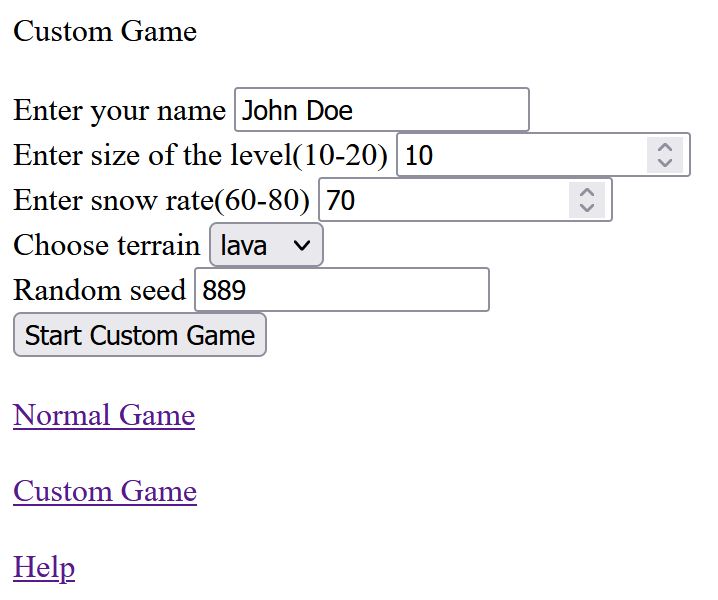 Custom Game
Enter your name John Doe
Enter size of the level(10-20) 10
Enter snow rate(60-80) 70
Choose terrain lava
Random seed 889
Start Custom Game
Normal Game
Custom Game
Help